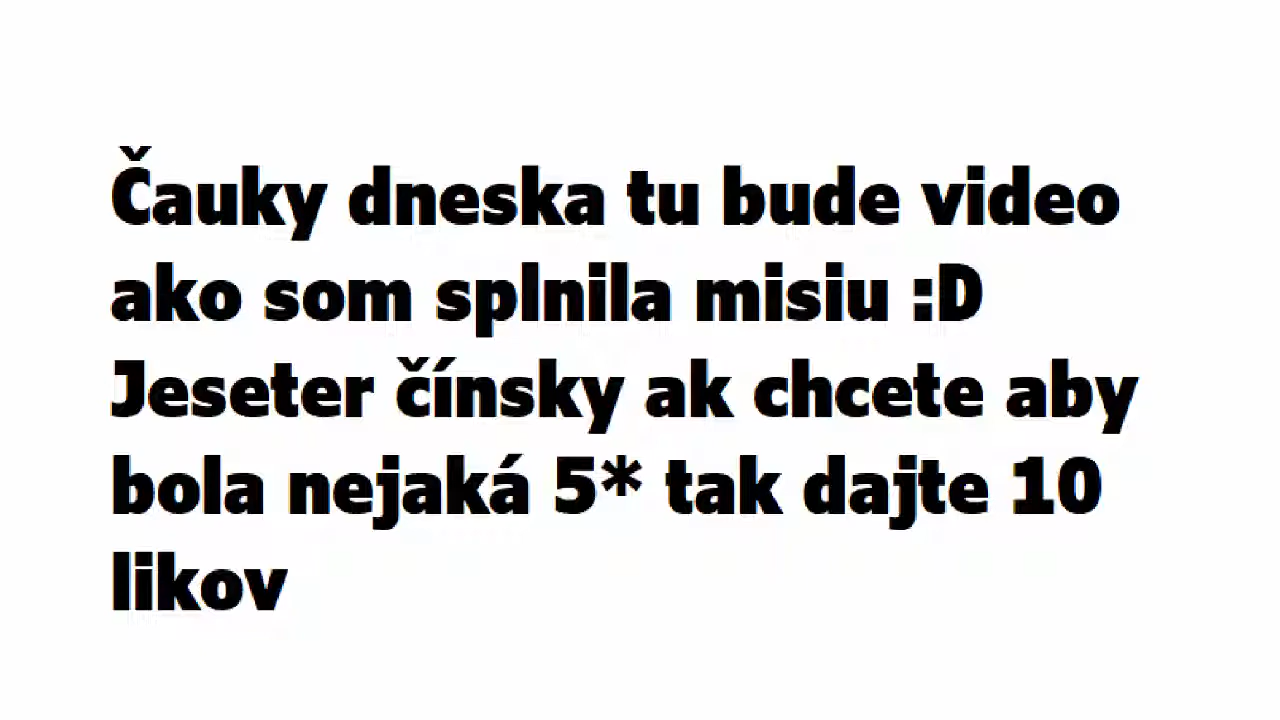 Čauky dneska tu bude video
ako som splnila misiu :D
Jeseter čínsky ak chcete aby
bola nejaká 5* tak dajte 10
likov